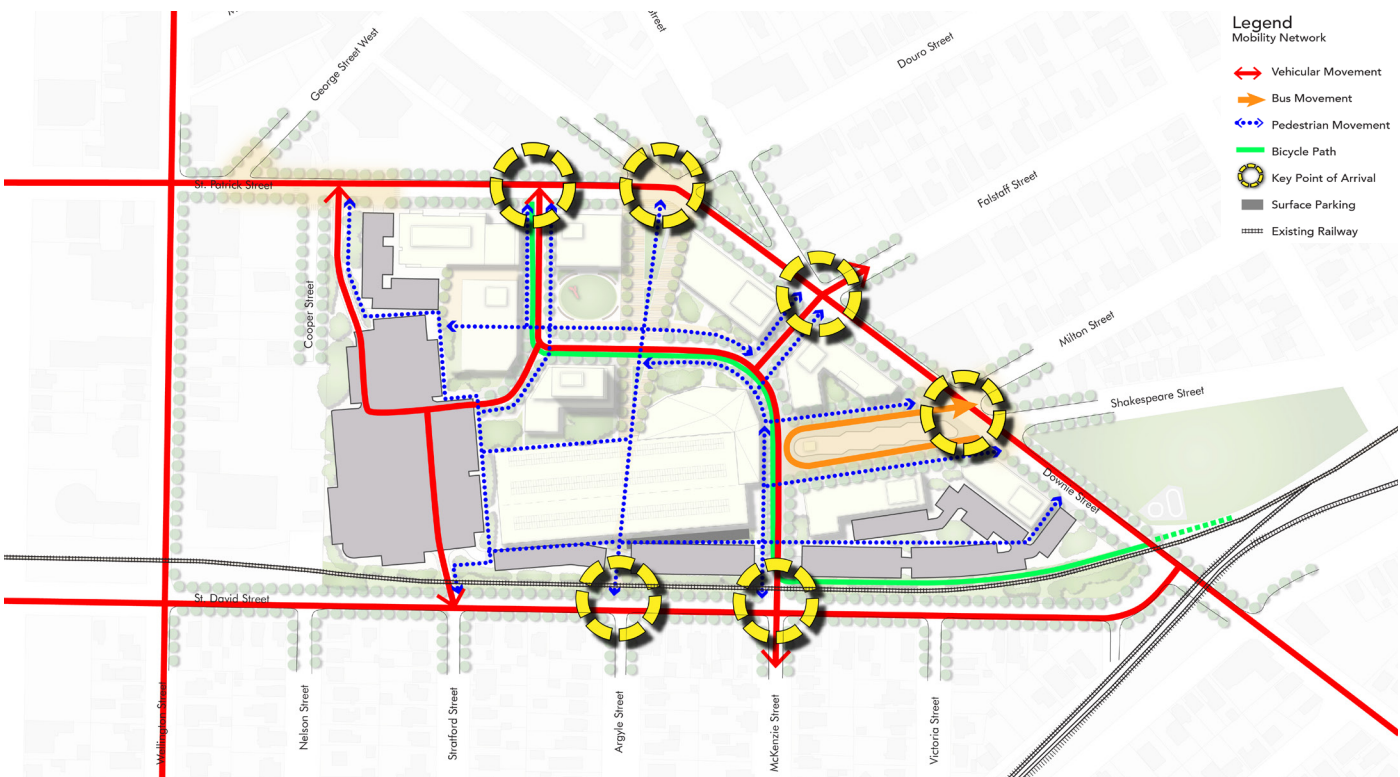 Legend
Mobility Network
Vehicular Movement
Bus Movement
Pedestrian Movement
Bicycle Path
Key Point of Arrival
Surface Parking
Existing Railway
Street
George Street West
Douro Street
St. Patrick Street
Falstaff Street
Cooper Street
Milton Street
Shakespeare Street
Downie Street
St. David Street
Wellington Street
Nelson Street
Stratford Street
Argyle Street
McKenzie Street
Victoria Street